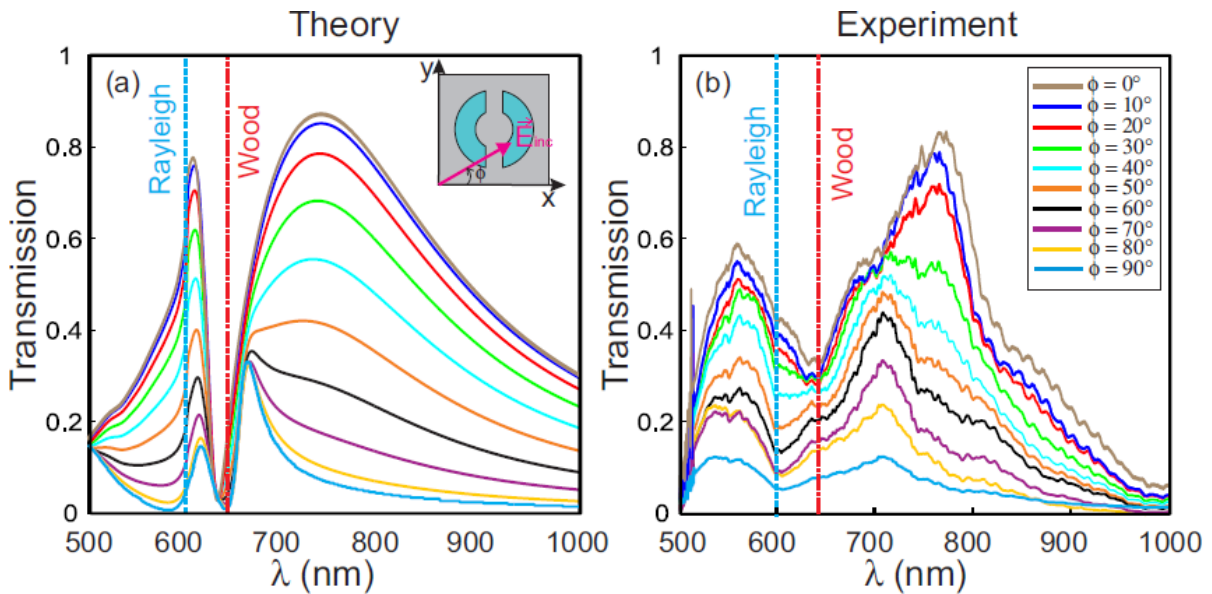 Theory
(a)
Rayleigh
Wood
y
E inc
ϕ
x
Transmission
1
0.8
0.6
0.4
0.2
0
500 600 700 800 900 1000
λ (nm)
Experiment
(b)
Rayleigh
Wood
ϕ = 0°
ϕ = 10°
ϕ = 20°
ϕ = 30°
ϕ = 40°
ϕ = 50°
ϕ = 60°
ϕ = 70°
ϕ = 80°
ϕ = 90°
Transmission
1
0.8
0.6
0.4
0.2
0
500 600 700 800 900 1000
λ (nm)